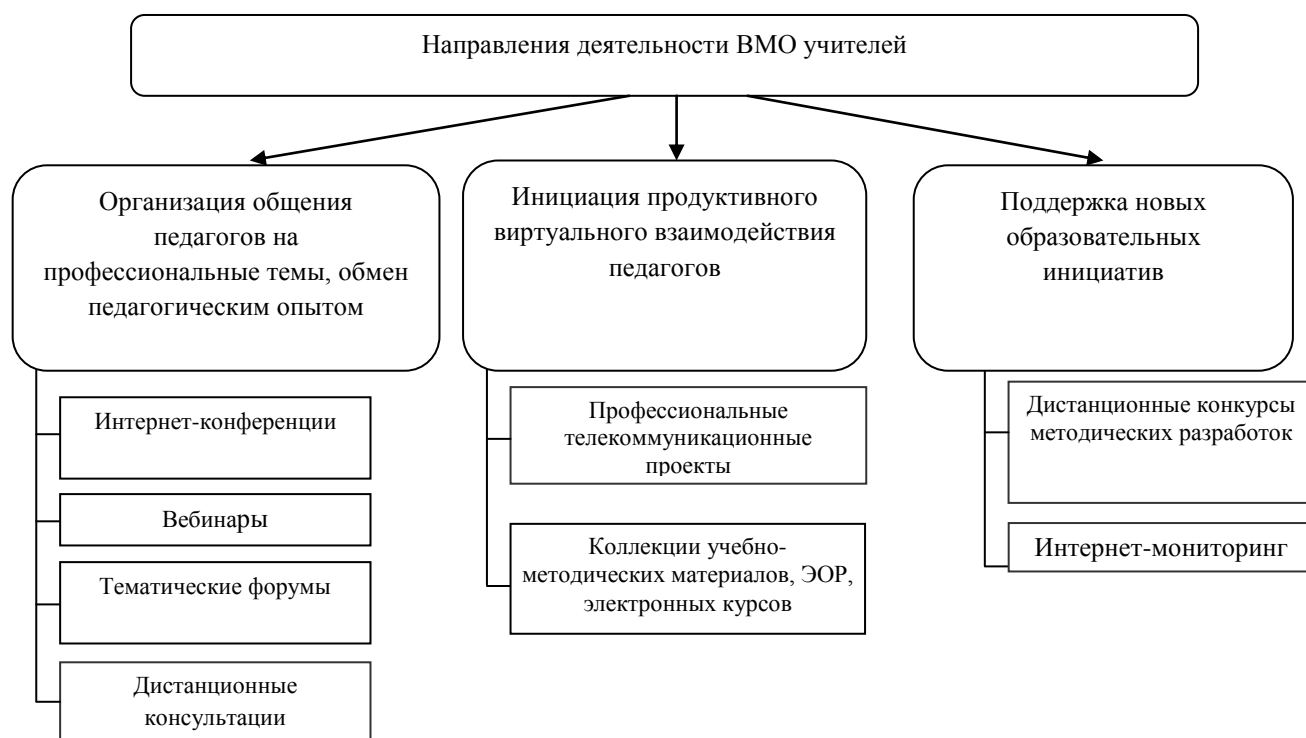 Направления деятельности ВМО учителей
Организация общения
педагогов на
профессиональные темы, обмен
педагогическим опытом
Интернет-конференции
Вебинары
Тематические форумы
Дистанционные
консультации
Инициация продуктивного
виртуального взаимодействия
педагогов
Профессиональные
телекоммуникационные
проекты
Коллекции учебно-
методических материалов, ЭОР,
электронных курсов
Поддержка новых
образовательных
инициатив
Дистанционные конкурсы
методических разработок
Интернет-мониторинг